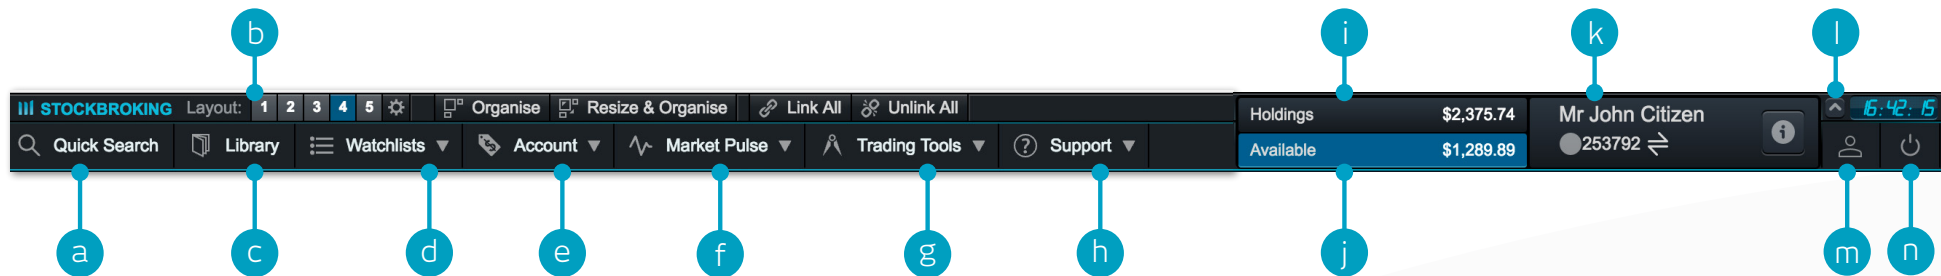 b i k l
STOCKBROKING Layout: 1 2 3 4 5 Organise Resize & Organise Link All Unlink All Holdings $2,375.74 Mr John Citizen 16:42:15
Quick Search Library Watchlists Account Market Pulse Trading Tools Support Available $1,289.89 253792
a c d e f g h j m n